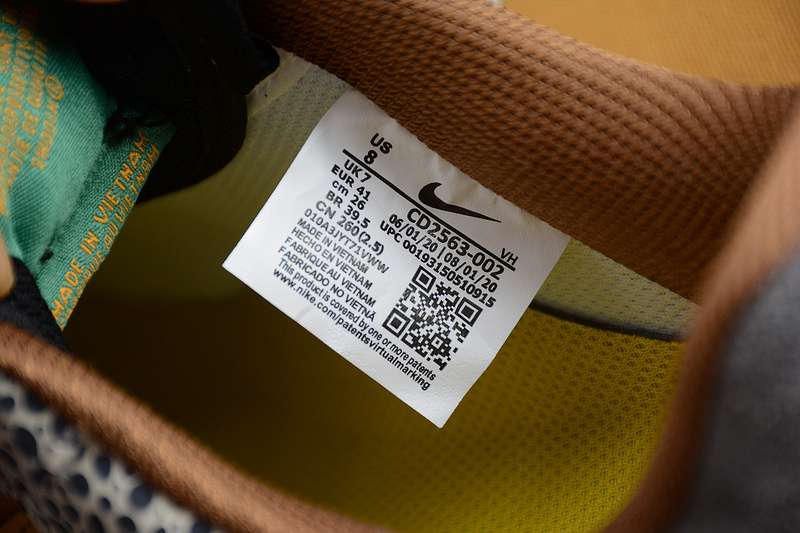 MADE IN VIETNAM
US
8
UK 7
EUR 41
cm 26
BR 39.5
CN 260(2.5)
010A3JYT71VWW
MADE IN VIETNAM
HECHO EN VIETNAM
FABRIQUE AU VIETNAM
FABRICADO NO VIETNÃ
This product is covered by one or more patents
www.nike.com/patentsvirtualmarking
CD2563-002
VH
06/01/20 | 08/01/20
UPC 00193150510915